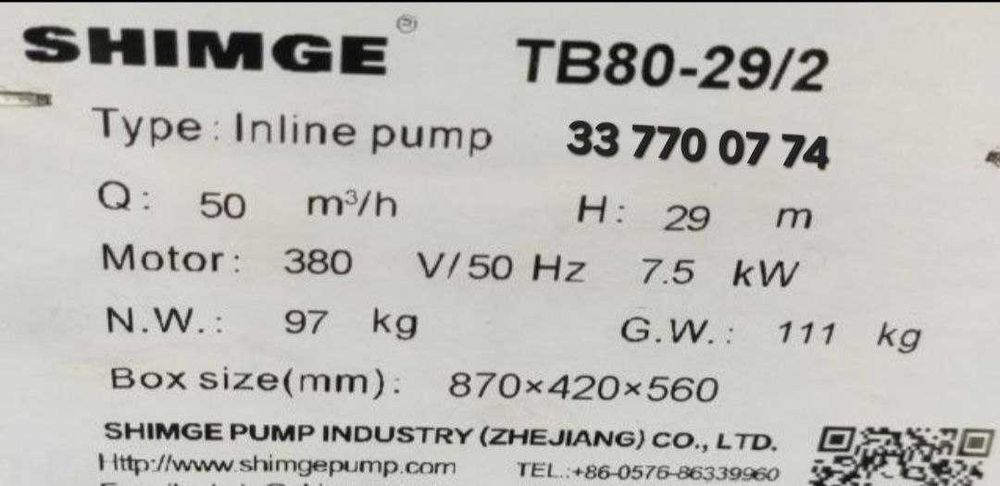 SHIMGE® TB80-29/2
Type: Inline pump 33 770 07 74
Q: 50 m³/h H: 29 m
Motor: 380 V/50 Hz 7.5 kW
N.W.: 97 kg G.W.: 111 kg
Box size(mm): 870×420×560
SHIMGE PUMP INDUSTRY (ZHEJIANG) CO., LTD.
Http://www.shimgepump.com TEL.:+86-0576-86339960